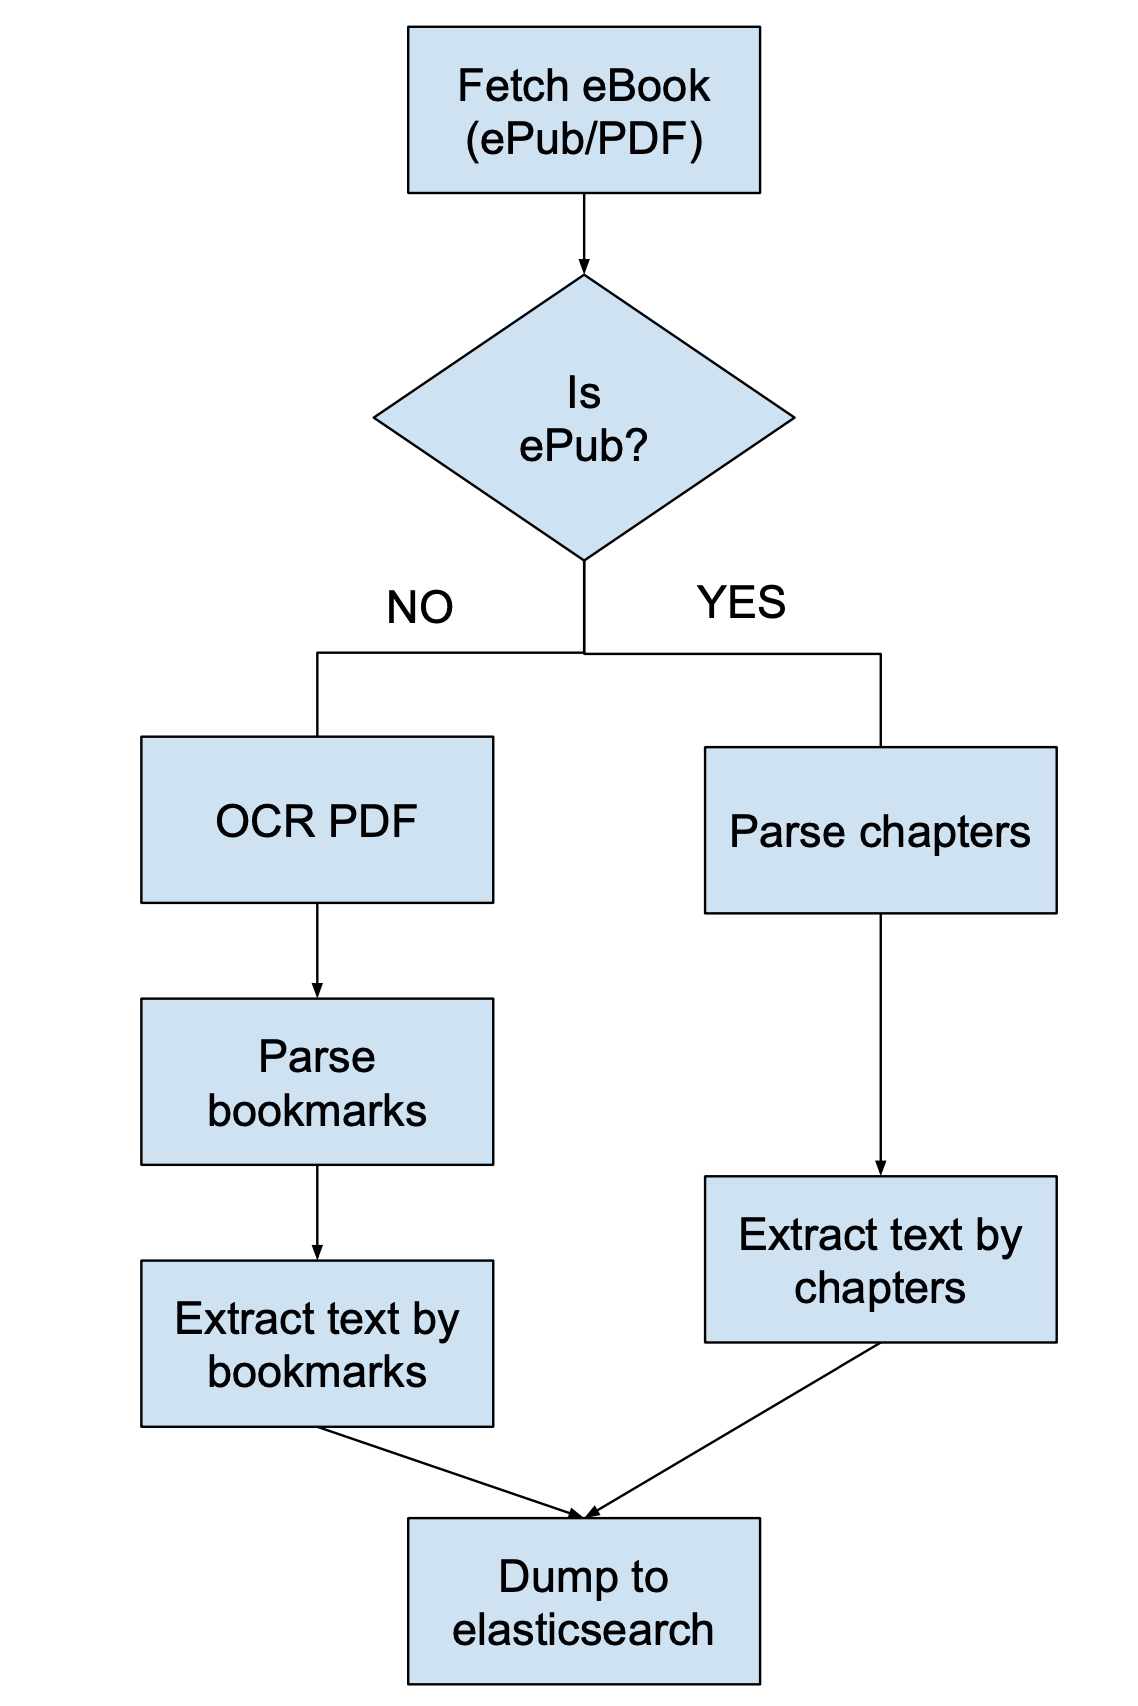 Fetch eBook
(ePub/PDF)
Is
ePub?
NO
YES
OCR PDF
Parse chapters
Parse
bookmarks
Extract text by
chapters
Extract text by
bookmarks
Dump to
elasticsearch